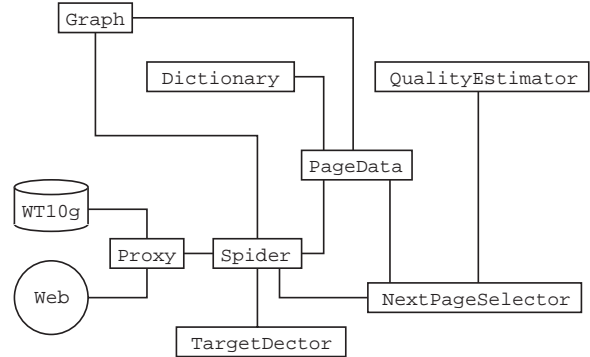 Graph
Dictionary
QualityEstimator
PageData
WT10g
Proxy
Spider
Web
NextPageSelector
TargetDector